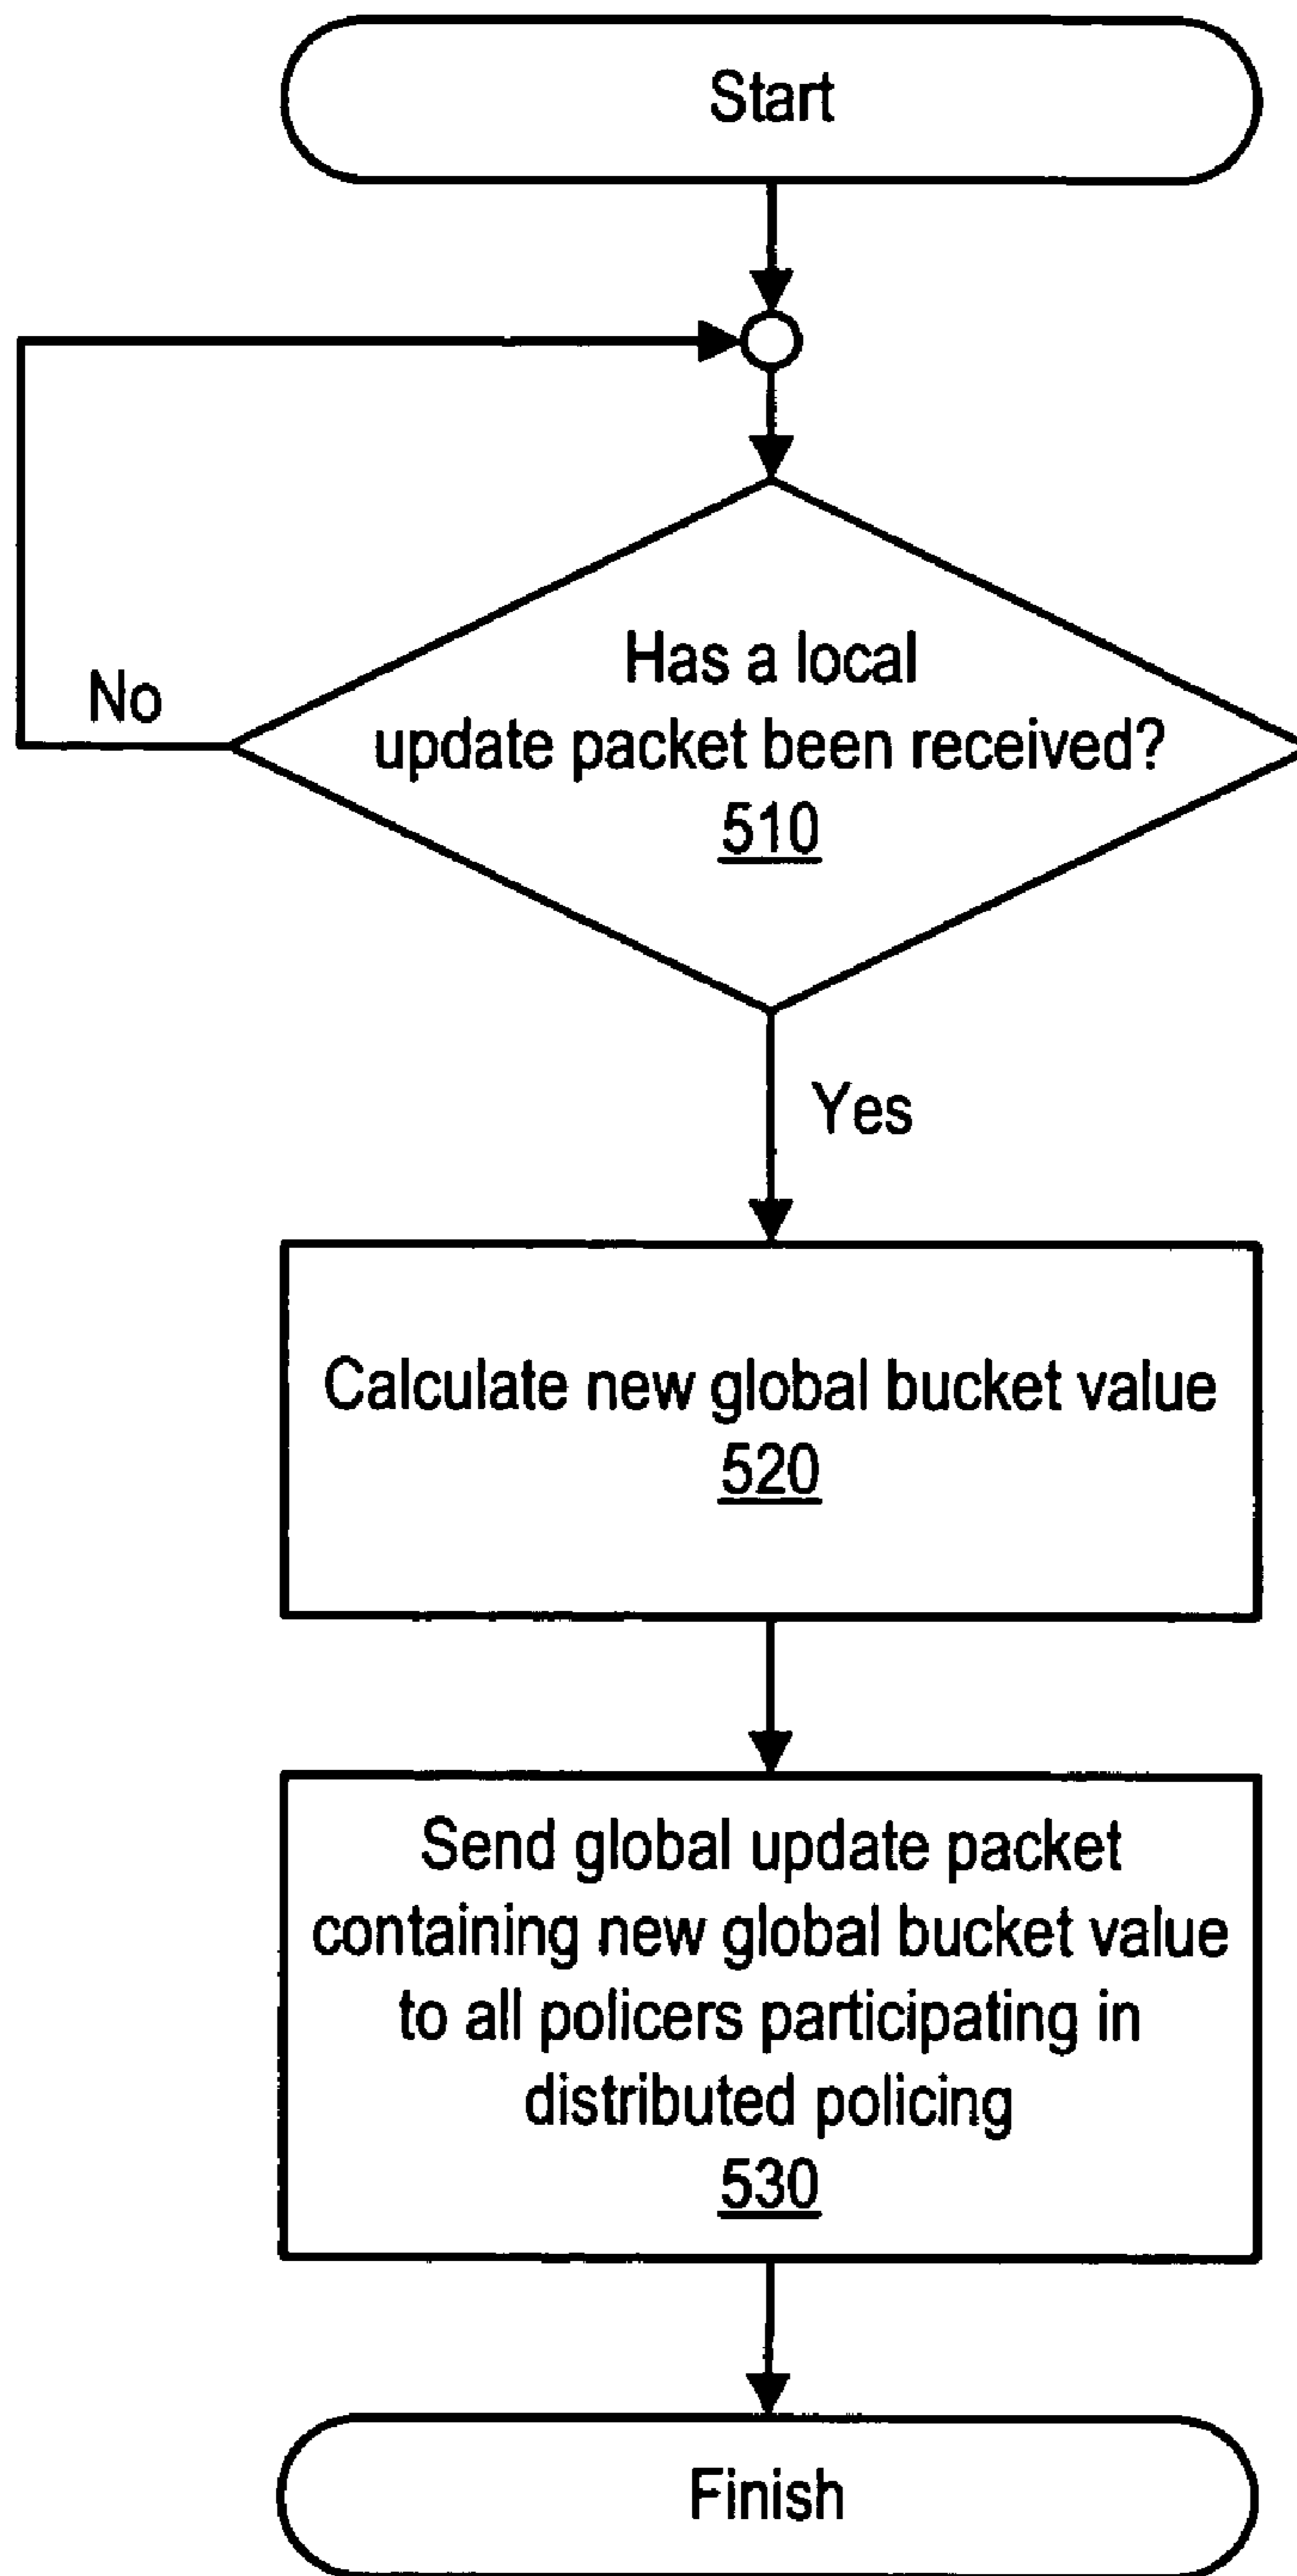 Start
Has a local
update packet been received?
510
No
Yes
Calculate new global bucket value
520
Send global update packet
containing new global bucket value
to all policers participating in
distributed policing
530
Finish